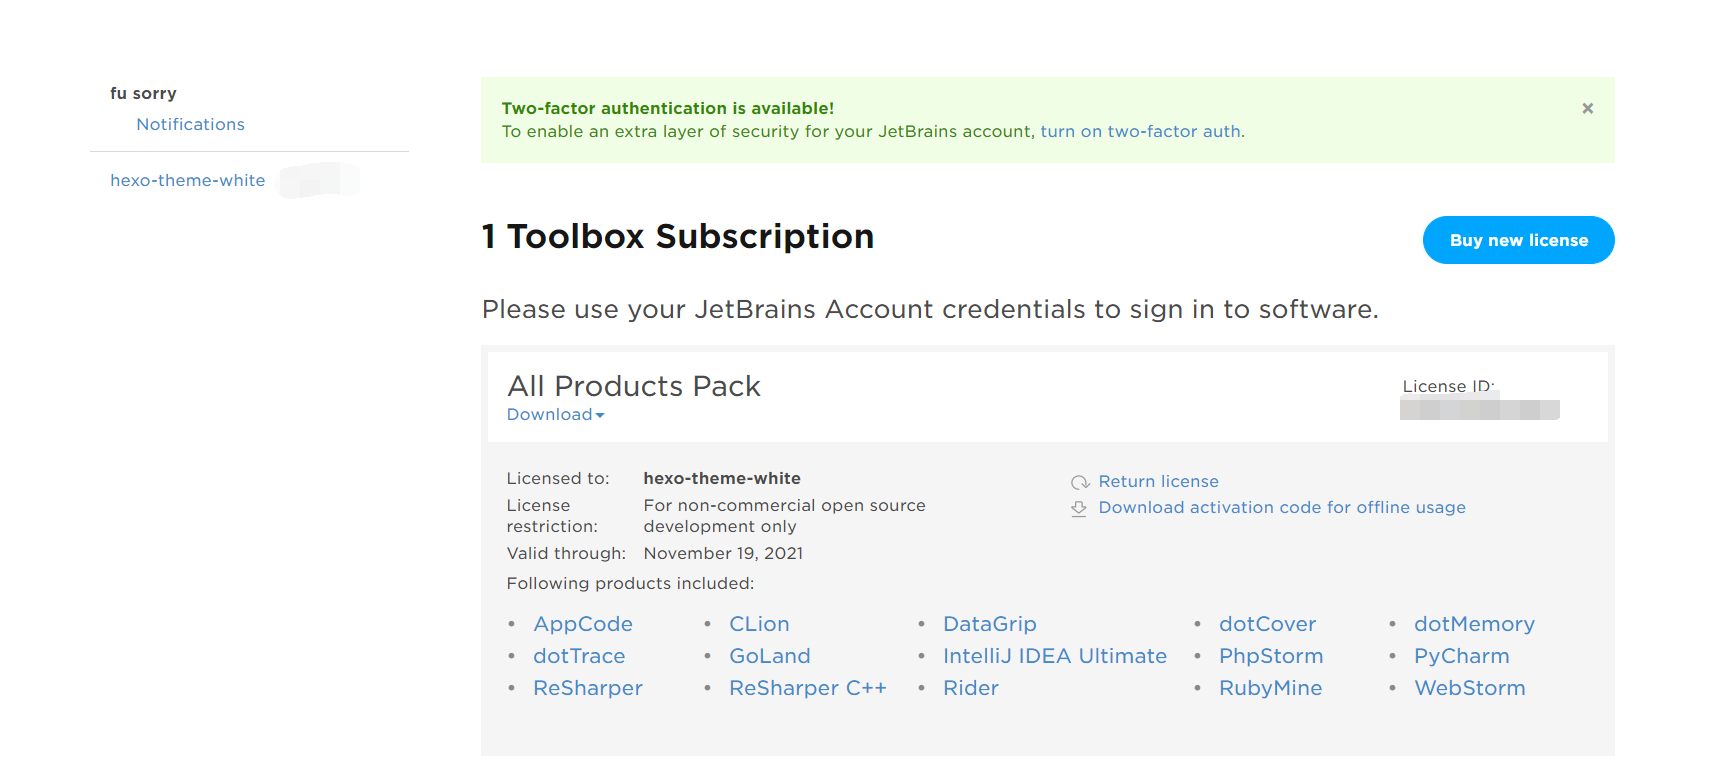 fu sorry
Notifications
hexo-theme-white
Two-factor authentication is available!
To enable an extra layer of security for your JetBrains account, turn on two-factor auth.
×
1 Toolbox Subscription
Buy new license
Please use your JetBrains Account credentials to sign in to software.
All Products Pack
Download
License ID:
Licensed to: hexo-theme-white
License restriction: For non-commercial open source
development only
Valid through: November 19, 2021
Following products included:
Return license
Download activation code for offline usage
• AppCode • CLion • DataGrip • dotCover • dotMemory
• dotTrace • GoLand • IntelliJ IDEA Ultimate • PhpStorm • PyCharm
• ReSharper • ReSharper C++ • Rider • RubyMine • WebStorm